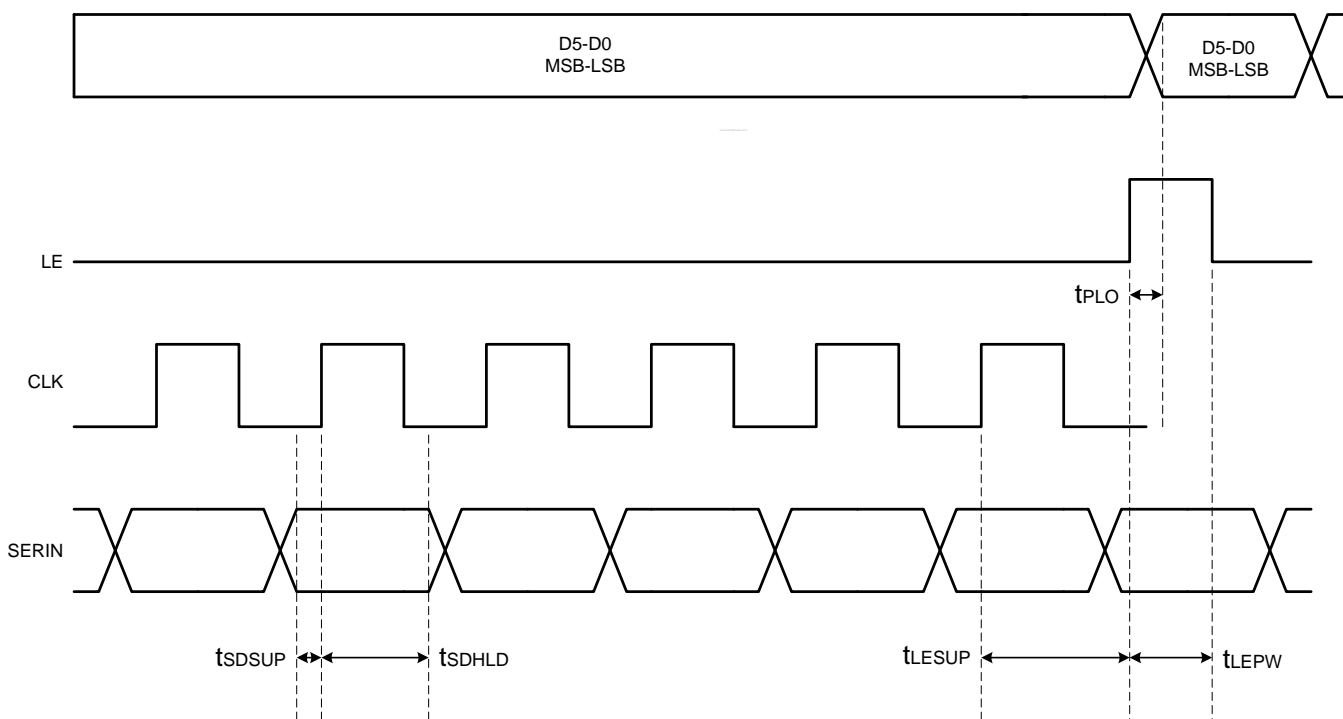 D5-D0
MSB-LSB
D5-D0
MSB-LSB
LE
tPLO
CLK
SERIN
tSDSUP
tSDHLD
tLESUP
tLEPW